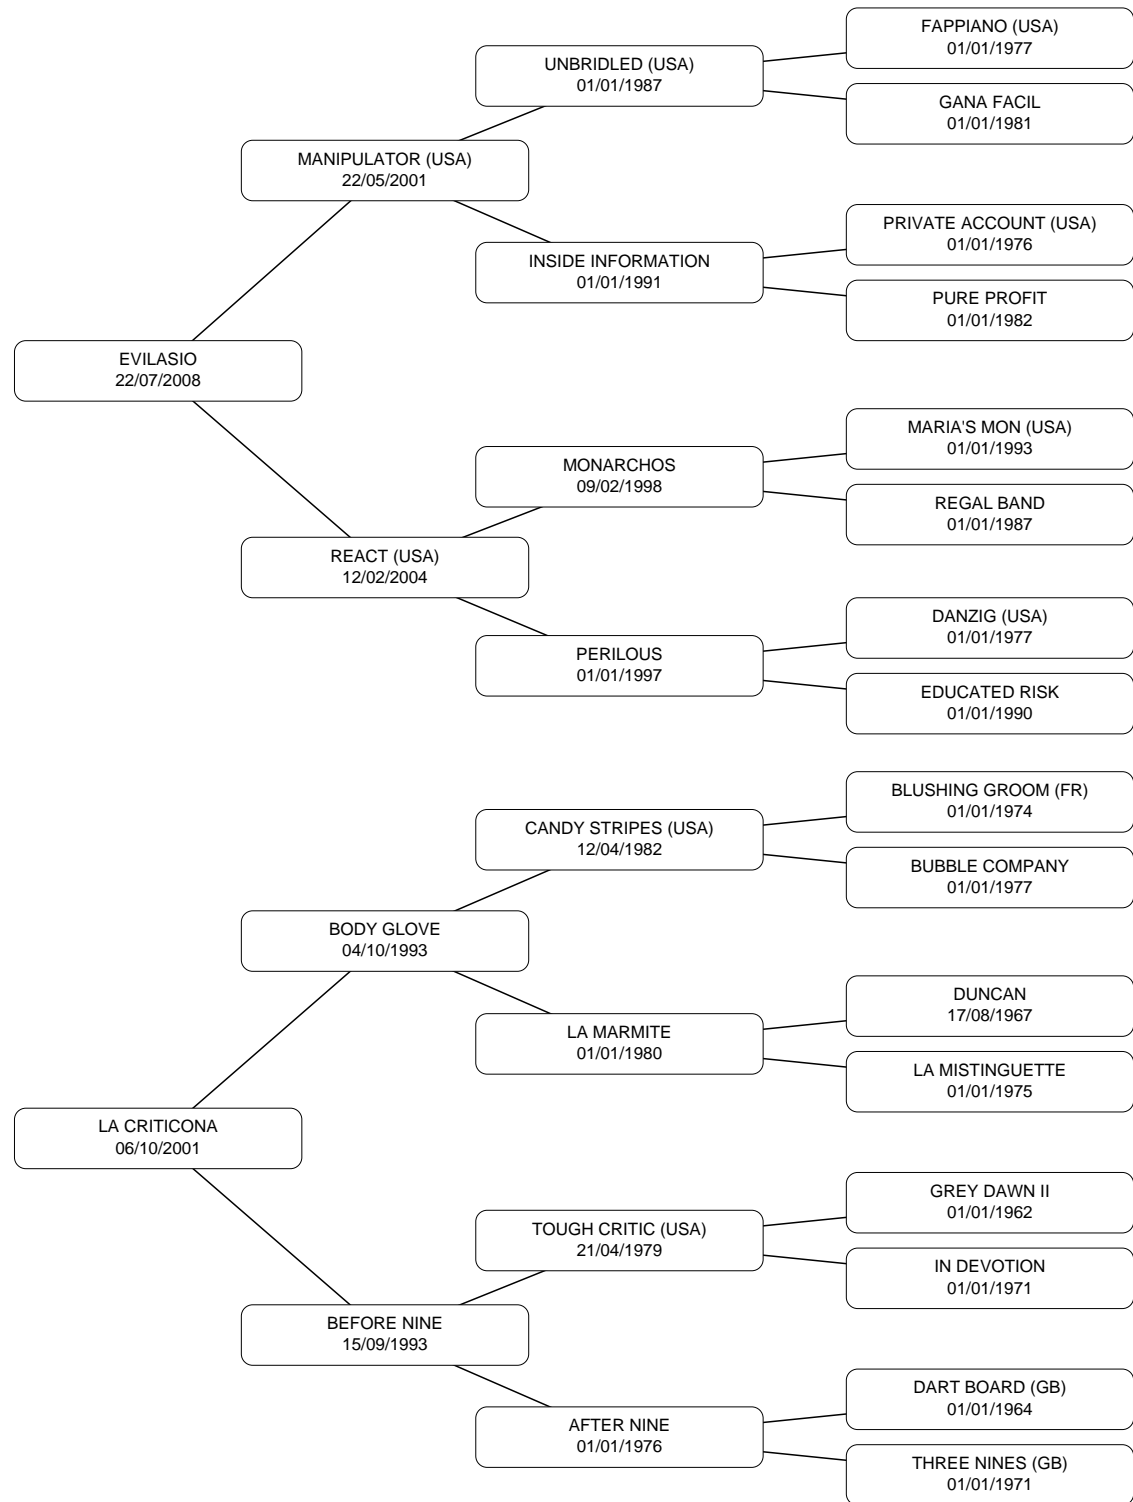 FAPPIANO (USA)
01/01/1977
UNBRIDLED (USA)
01/01/1987
GANA FACIL
01/01/1981
MANIPULATOR (USA)
22/05/2001
PRIVATE ACCOUNT (USA)
01/01/1976
INSIDE INFORMATION
01/01/1991
PURE PROFIT
01/01/1982
EVILASIO
22/07/2008
MARIA'S MON (USA)
01/01/1993
MONARCHOS
09/02/1998
REGAL BAND
01/01/1987
REACT (USA)
12/02/2004
DANZIG (USA)
01/01/1977
PERILOUS
01/01/1997
EDUCATED RISK
01/01/1990
BLUSHING GROOM (FR)
01/01/1974
CANDY STRIPES (USA)
12/04/1982
BUBBLE COMPANY
01/01/1977
BODY GLOVE
04/10/1993
DUNCAN
17/08/1967
LA MARMITE
01/01/1980
LA MISTINGUETTE
01/01/1975
LA CRITICONA
06/10/2001
GREY DAWN II
01/01/1962
TOUGH CRITIC (USA)
21/04/1979
IN DEVOTION
01/01/1971
BEFORE NINE
15/09/1993
DART BOARD (GB)
01/01/1964
AFTER NINE
01/01/1976
THREE NINES (GB)
01/01/1971